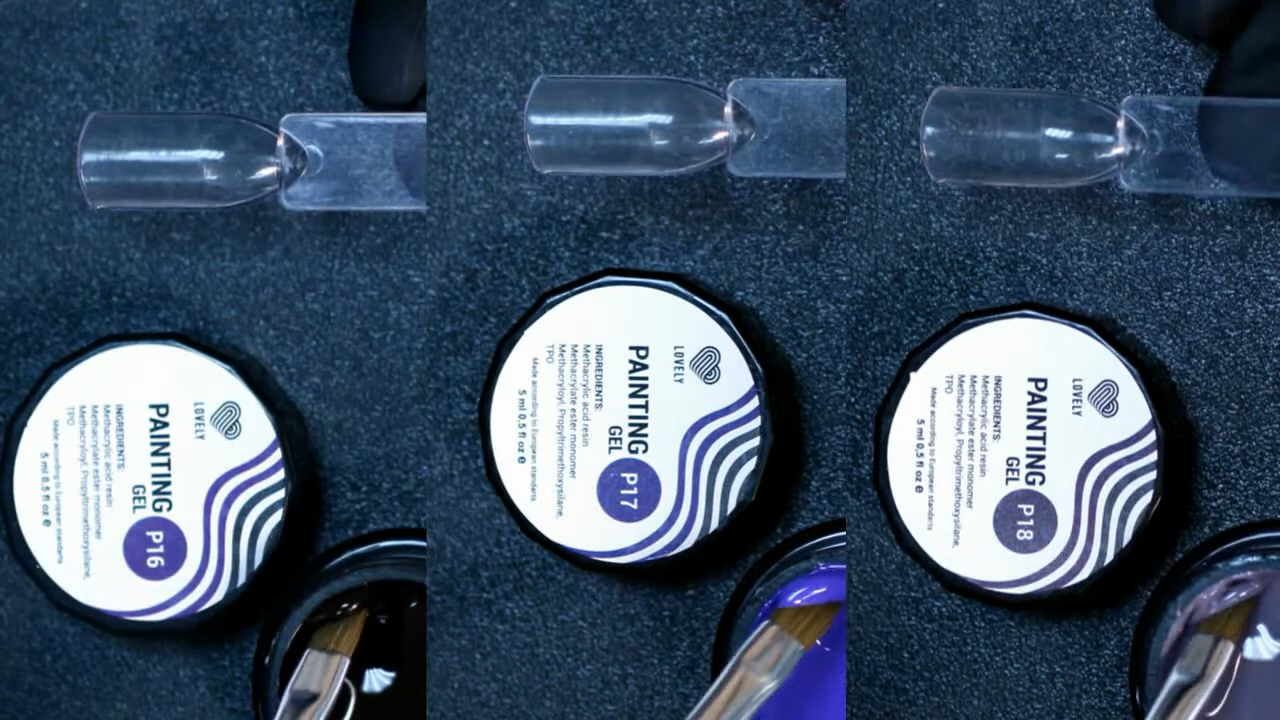 LOVELY
PAINTING
GEL
P16
INGREDIENTS:
Methacrylic acid resin
Methacrylate ester monomer
Methacryloyl, Propyltrimethoxysilane,
TPO
Made according to European standarts
5 ml 0,5 fl oz e
LOVELY
PAINTING
GEL
P17
INGREDIENTS:
Methacrylic acid resin
Methacrylate ester monomer
Methacryloyl, Propyltrimethoxysilane,
TPO
Made according to European standarts
5 ml 0,5 fl oz e
LOVELY
PAINTING
GEL
P18
INGREDIENTS:
Methacrylic acid resin
Methacrylate ester monomer
Methacryloyl, Propyltrimethoxysilane,
TPO
Made according to European standarts
5 ml 0,5 fl oz e